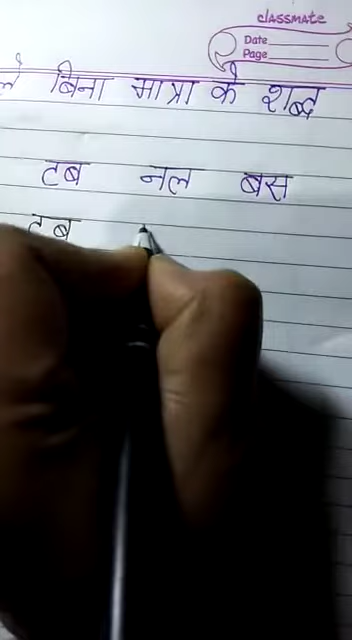 classmate
Date
Page
बिना मात्रा के शब्द
टब नल बस
टब